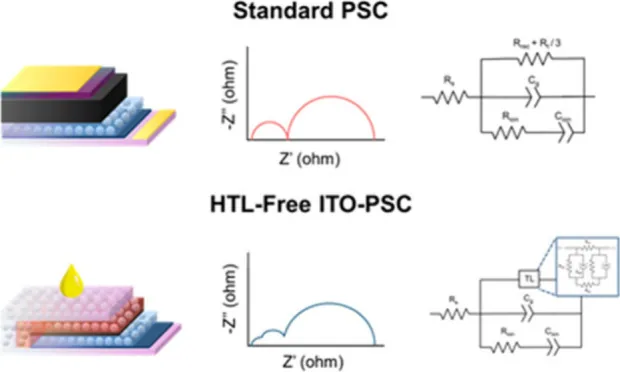 Standard PSC
-Z'' (ohm)
Z' (ohm)
Rrec + Rt / 3
Rs
Cg
Rion
Cion
HTL-Free ITO-PSC
-Z'' (ohm)
Z' (ohm)
TL
Rs
Cg
Rion
Cion